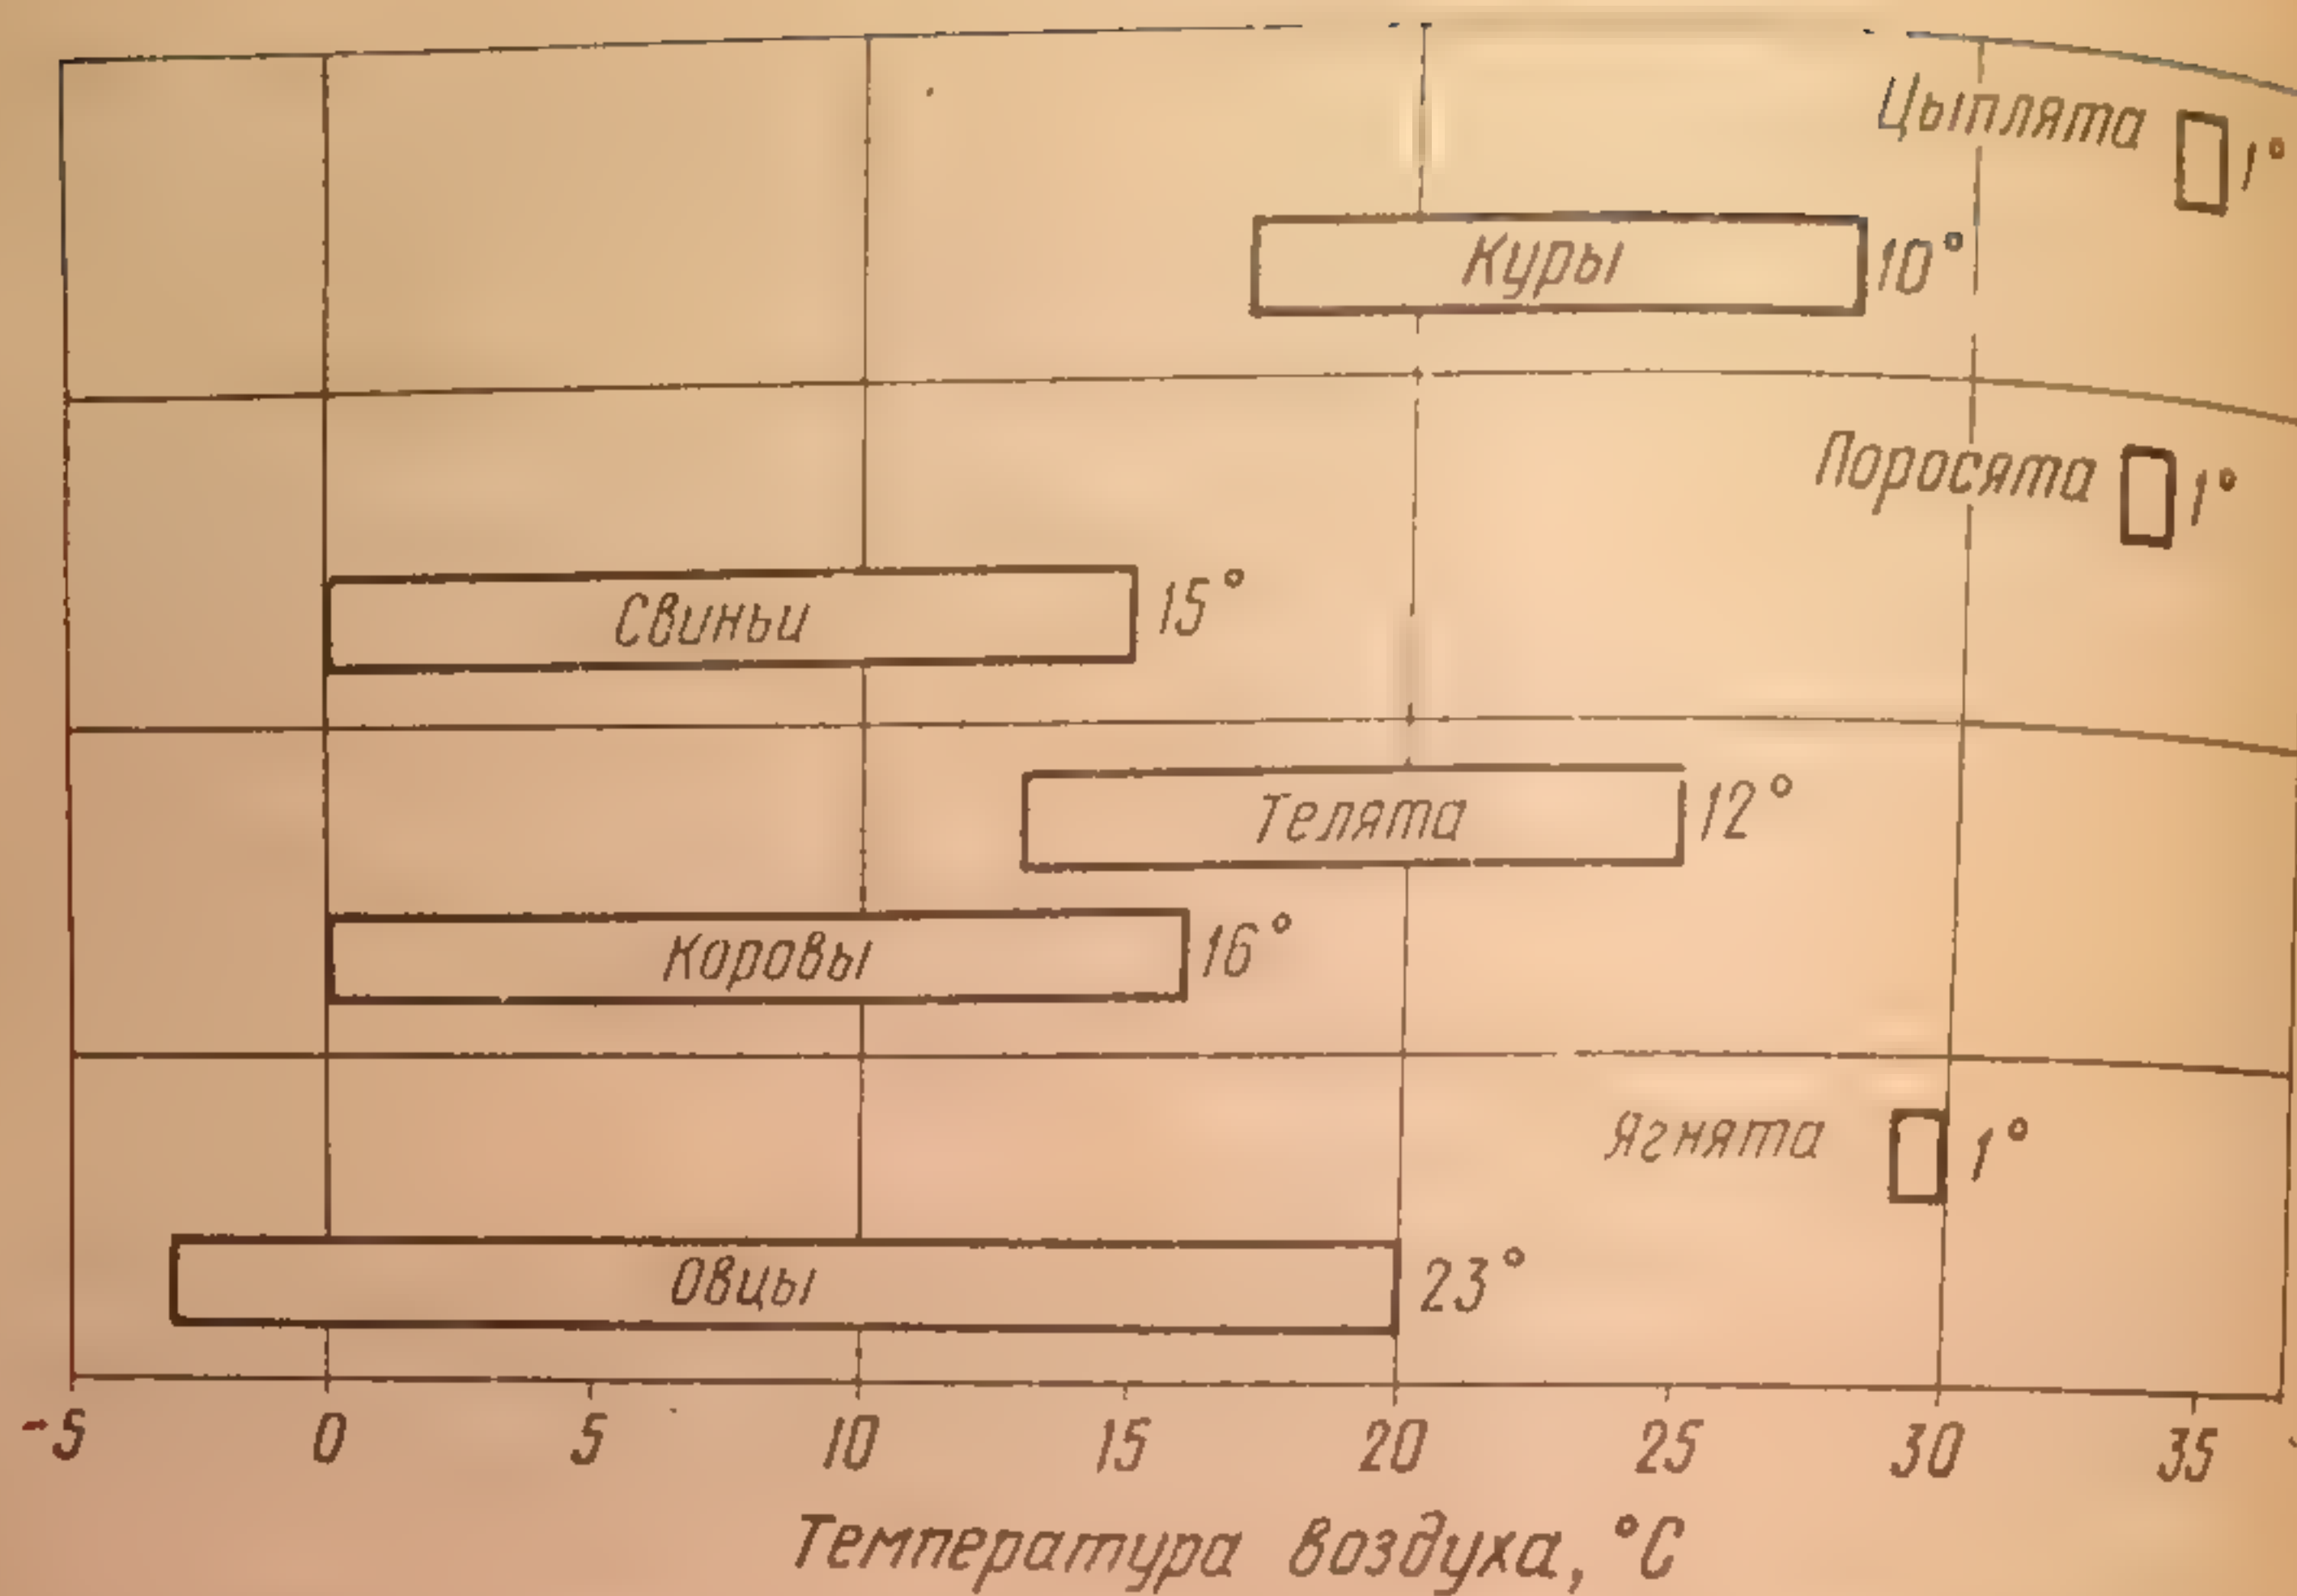 Цыплята 1°
Куры 10°
Поросята 1°
Свиньи 15°
Телята 12°
Коровы 16°
Ягнята 1°
Овцы 23°
-5 0 5 10 15 20 25 30 35
Температура воздуха, °С